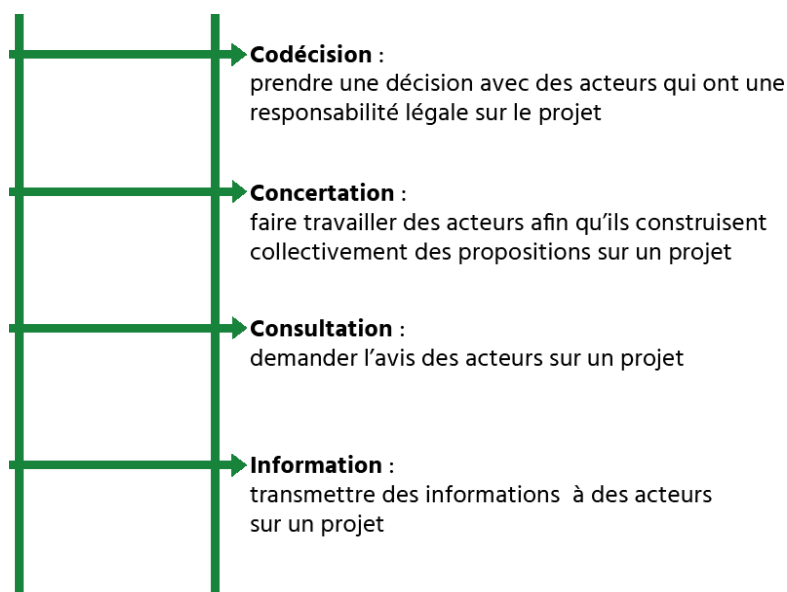 Codécision :
prendre une décision avec des acteurs qui ont une
responsabilité légale sur le projet
Concertation :
faire travailler des acteurs afin qu’ils construisent
collectivement des propositions sur un projet
Consultation :
demander l’avis des acteurs sur un projet
Information :
transmettre des informations  à des acteurs
sur un projet